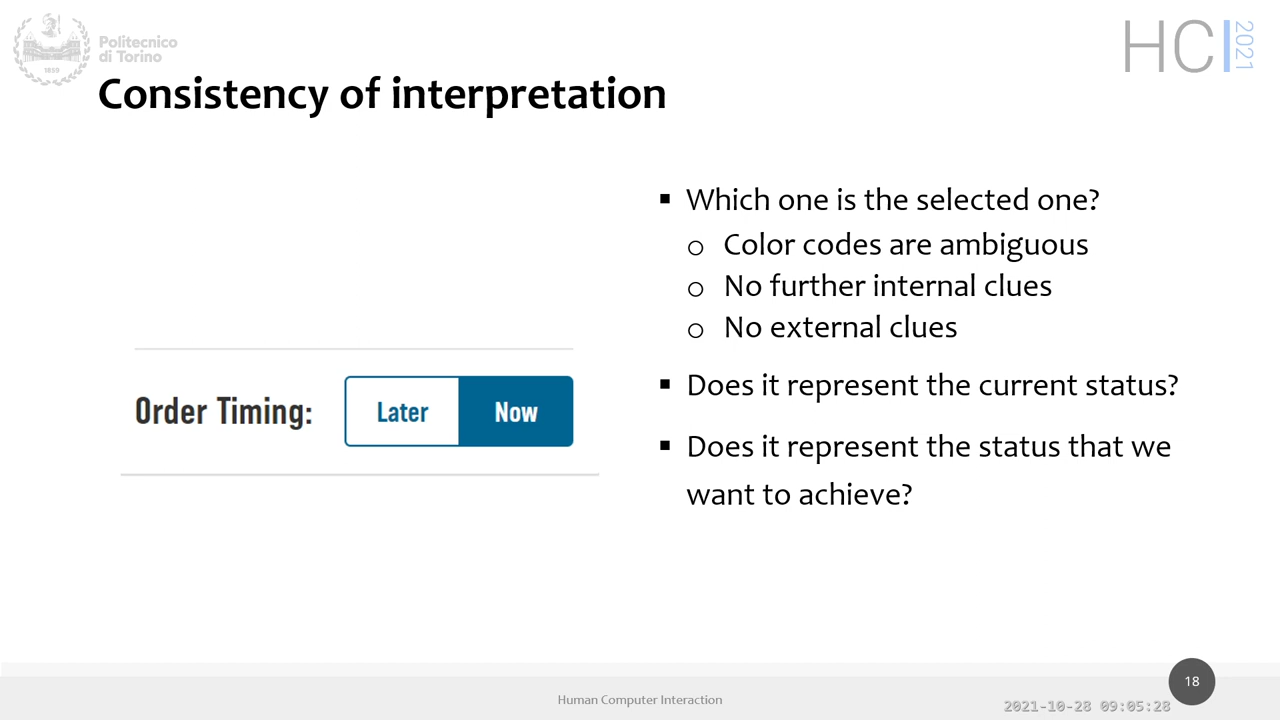 Politecnico
di Torino
1859
HCI 2021
Consistency of interpretation
Which one is the selected one?
Color codes are ambiguous
No further internal clues
No external clues
Does it represent the current status?
Does it represent the status that we
want to achieve?
Order Timing: Later Now
Human Computer Interaction
18
2021-10-28 09:05:28